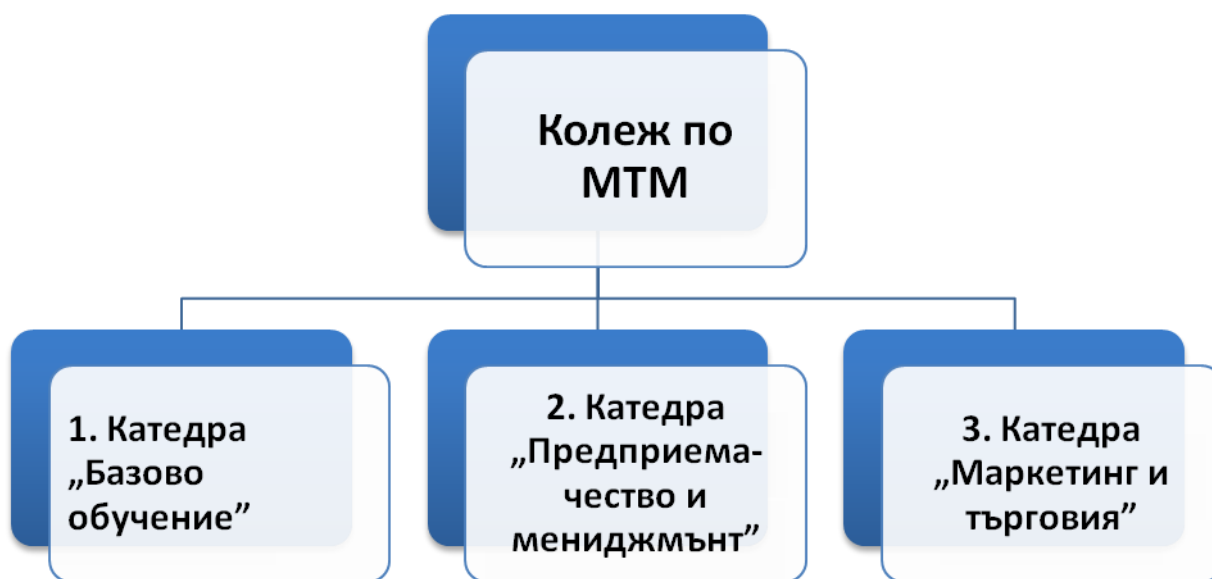 Колеж по
МТМ
1. Катедра
„Базово
обучение”
2. Катедра
„Предприема-
чество и
мениджмънт”
3. Катедра
„Маркетинг и
търговия”